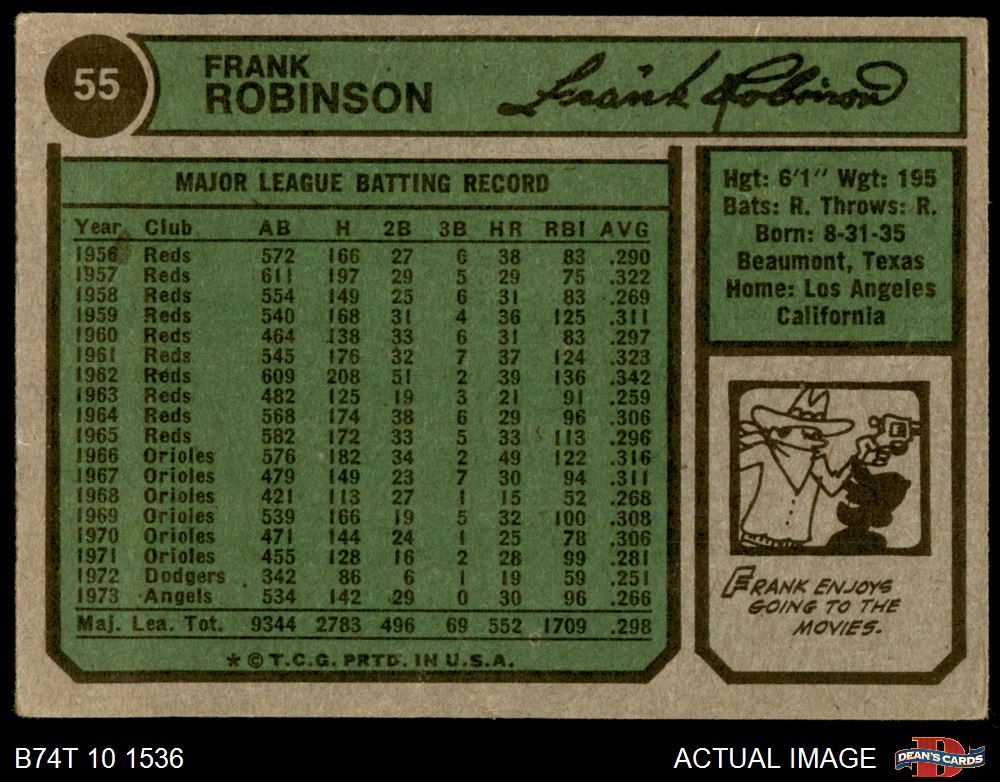 55
FRANK
ROBINSON
Frank Robinson
MAJOR LEAGUE BATTING RECORD
Year Club AB H 2B 3B HR RBI AVG
1956 Reds 572 166 27 6 38 83 .290
1957 Reds 611 197 29 5 29 75 .322
1958 Reds 554 149 25 6 31 83 .269
1959 Reds 540 168 31 4 36 125 .311
1960 Reds 464 138 33 6 31 83 .297
1961 Reds 545 176 32 7 37 124 .323
1962 Reds 609 208 51 2 39 136 .342
1963 Reds 482 125 19 3 21 91 .259
1964 Reds 568 174 38 6 29 96 .306
1965 Reds 582 172 33 5 33 113 .296
1966 Orioles 576 182 34 2 49 122 .316
1967 Orioles 479 149 23 7 30 94 .311
1968 Orioles 421 113 27 1 15 52 .268
1969 Orioles 539 166 19 5 32 100 .308
1970 Orioles 471 144 24 1 25 78 .306
1971 Orioles 455 128 16 2 28 99 .281
1972 Dodgers 342 86 6 1 19 59 .251
1973 Angels 534 142 29 0 30 96 .266
Maj. Lea. Tot. 9344 2783 496 69 552 1709 .298
* © T.C.G. PRTD. IN U.S.A.
Hgt: 6'1" Wgt: 195
Bats: R. Throws: R.
Born: 8-31-35
Beaumont, Texas
Home: Los Angeles
California
FRANK ENJOYS
GOING TO THE
MOVIES.
B74T 10 1536
ACTUAL IMAGE
D
DEAN'S CARDS